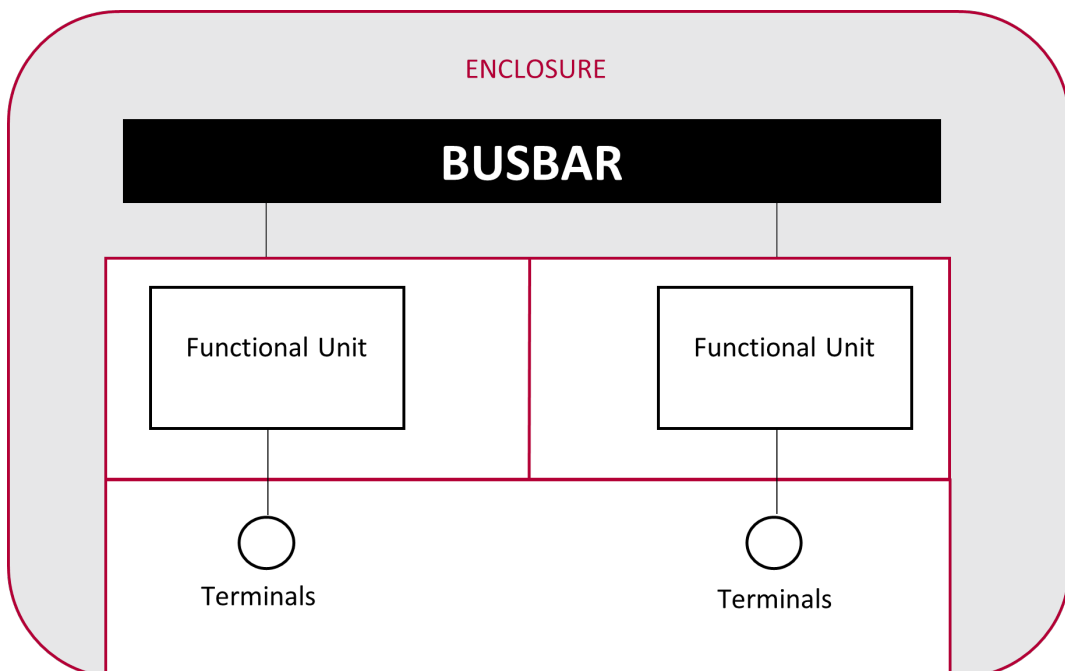 ENCLOSURE
BUSBAR
Functional Unit
Functional Unit
Terminals
Terminals